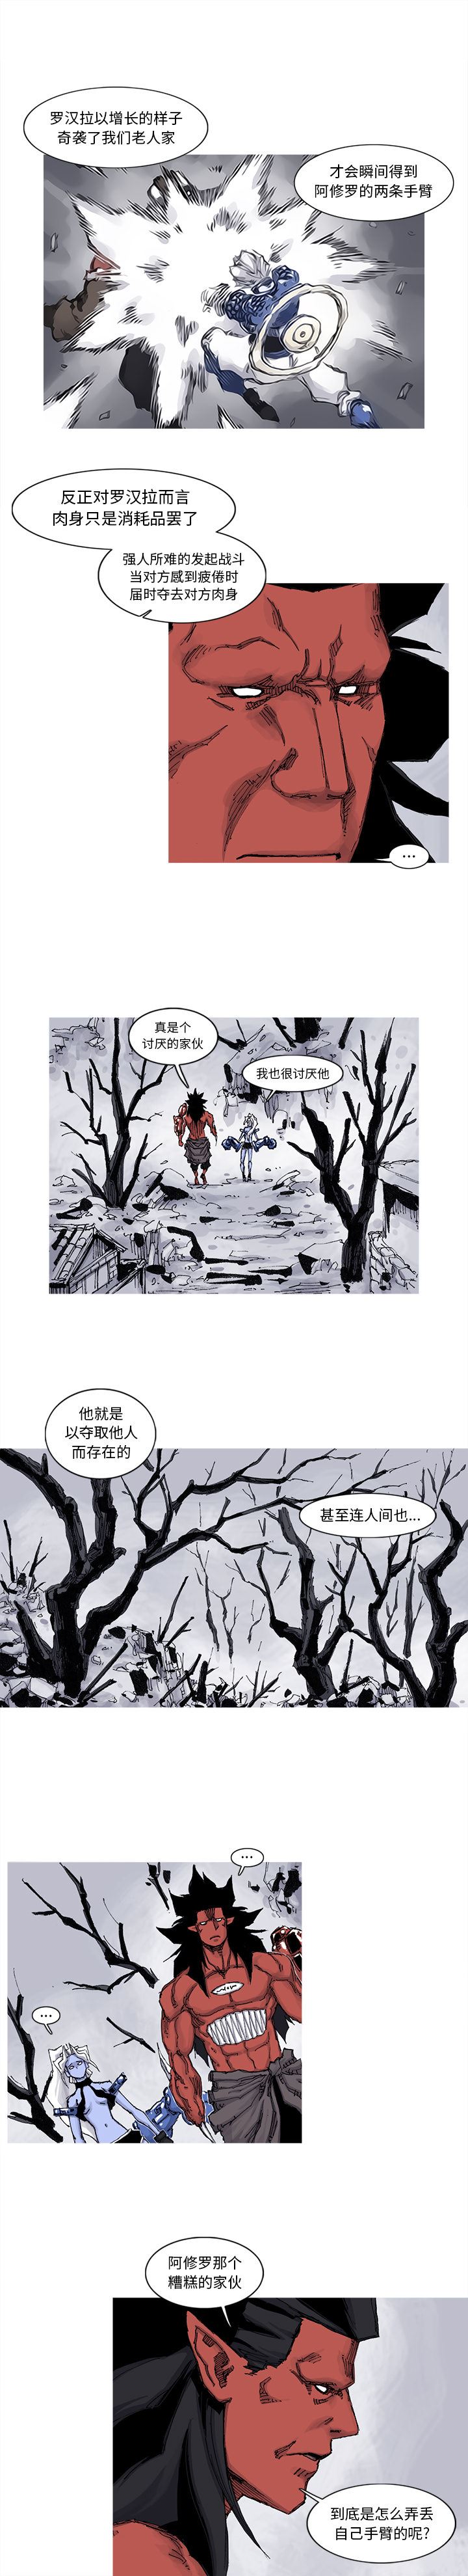 罗汉拉以增长的样子
奇袭了我们老人家
才会瞬间得到
阿修罗的两条手臂
反正对罗汉拉而言
肉身只是消耗品罢了
强人所难的发起战斗
当对方感到疲倦时
届时夺去对方肉身
...
真是个
讨厌的家伙
我也很讨厌他
他就是
以夺取他人
而存在的
甚至连人间也...
...
...
阿修罗那个
糟糕的家伙
到底是怎么弄丢
自己手臂的呢?